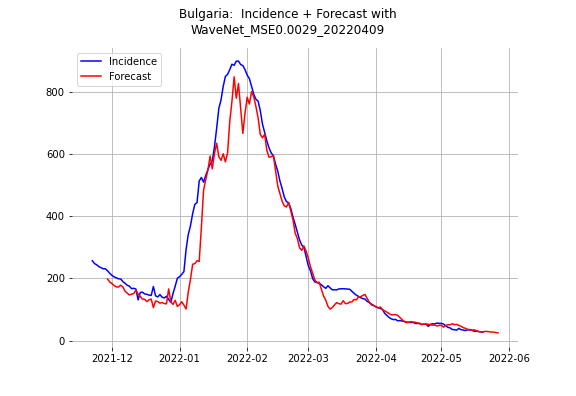 Bulgaria:  Incidence + Forecast with
WaveNet_MSE0.0029_20220409
Incidence
Forecast
800
600
400
200
0
2021-12 2022-01 2022-02 2022-03 2022-04 2022-05 2022-06